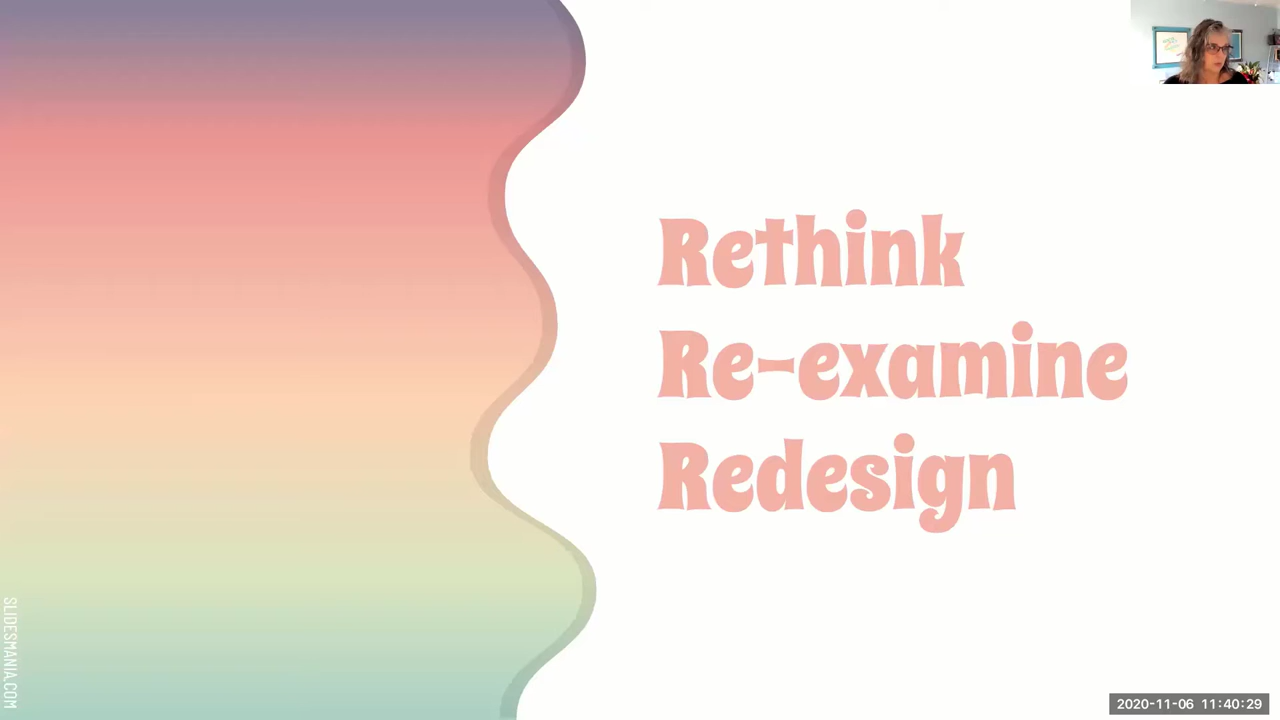 Rethink
Re-examine
Redesign
SLIDESMANIA.COM
2020-11-06 11:40:29